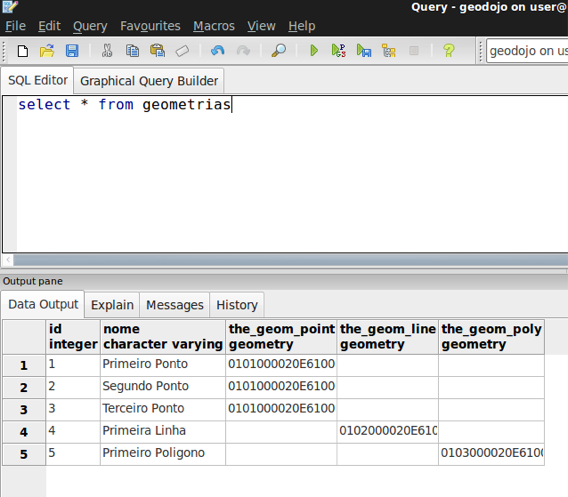 Query - geodojo on user@
File Edit Query Favourites Macros View Help
geodojo on us
SQL Editor Graphical Query Builder
select * from geometrias
Output pane
Data Output Explain Messages History
id nome the_geom_point the_geom_line the_geom_poly
integer character varying geometry geometry geometry
1 1 Primeiro Ponto 0101000020E6100
2 2 Segundo Ponto 0101000020E6100
3 3 Terceiro Ponto 0101000020E6100
4 4 Primeira Linha 0102000020E610
5 5 Primeiro Poligono 0103000020E610